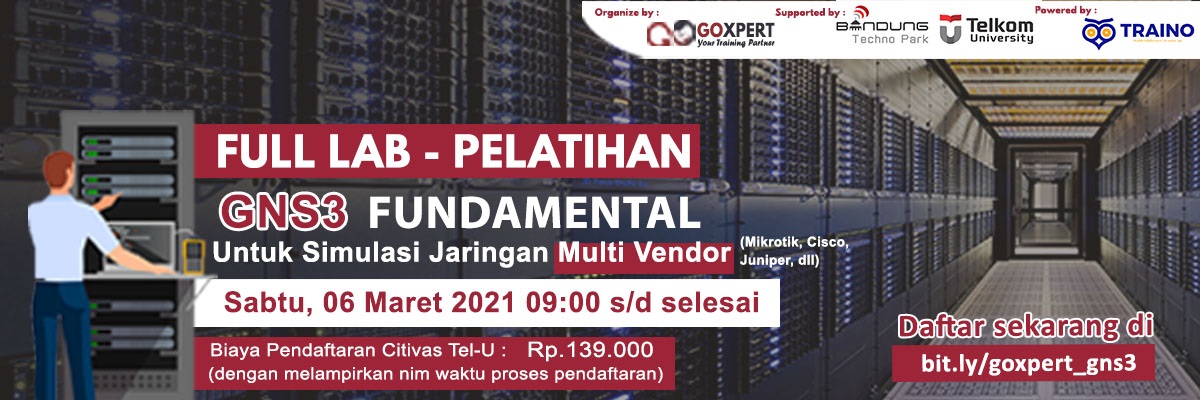 Organize by :
GOXPERT
Your Training Partner
Supported by :
BANDUNG
Techno Park
Telkom
University
Powered by :
TRAINO
FULL LAB - PELATIHAN
GNS3 FUNDAMENTAL
Untuk Simulasi Jaringan Multi Vendor (Mikrotik, Cisco,
Juniper, dll)
Sabtu, 06 Maret 2021 09:00 s/d selesai
Biaya Pendaftaran Citivas Tel-U : Rp.139.000
(dengan melampirkan nim waktu proses pendaftaran)
Daftar sekarang di
bit.ly/goxpert_gns3